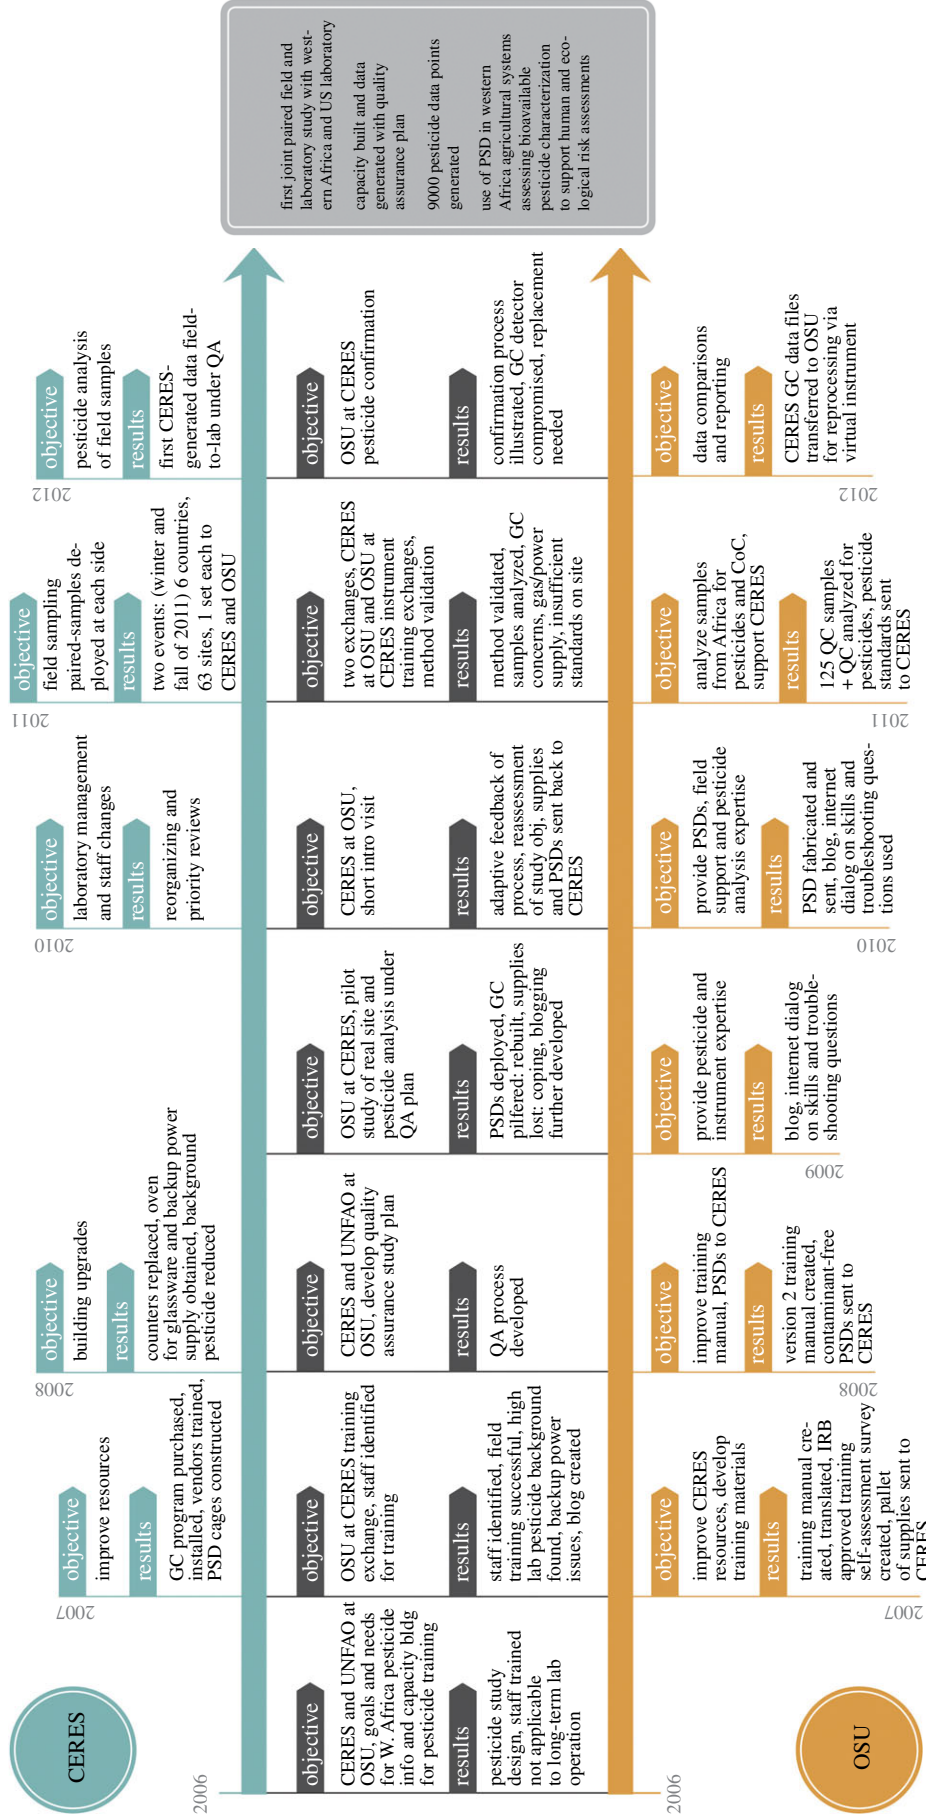 CERES
2007
objective
improve resources
results
GC program purchased,
installed, vendors trained,
PSD cages constructed
2008
objective
building upgrades
results
counters replaced, oven
for glassware and backup power
supply obtained, background
pesticide reduced
2010
objective
laboratory management
and staff changes
results
reorganizing and
priority reviews
2011
objective
field sampling
paired-samples de-
ployed at each side
results
two events: (winter and
fall of 2011) 6 countries,
63 sites, 1 set each to
CERES and OSU
2012
objective
pesticide analysis
of field samples
results
first CERES-
generated data field-
to-lab under QA
2006
objective
CERES and UNFAO at
OSU, goals and needs
for W. Africa pesticide
info and capacity bldg
for pesticide training
results
pesticide study
design, staff trained
not applicable
to long-term lab
operation
objective
OSU at CERES training
exchange, staff identified
for training
results
staff identified, field
training successful, high
lab pesticide background
found, backup power
issues, blog created
objective
CERES and UNFAO at
OSU, develop quality
assurance study plan
results
QA process
developed
objective
OSU at CERES, pilot
study of real site and
pesticide analysis under
QA plan
results
PSDs deployed, GC
pilfered: rebuilt, supplies
lost: coping, blogging
further developed
objective
CERES at OSU,
short intro visit
results
adaptive feedback of
process, reassessment
of study obj, supplies
and PSDs sent back to
CERES
objective
two exchanges, CERES
at OSU and OSU at
CERES instrument
training exchanges,
method validation
results
method validated,
samples analyzed, GC
concerns, gas/power
supply, insufficient
standards on site
objective
OSU at CERES
pesticide confirmation
results
confirmation process
illustrated, GC detector
compromised, replacement
needed
first joint paired field and
laboratory study with west-
ern Africa and US laboratory
capacity built and data
generated with quality
assurance plan
9000 pesticide data points
generated
use of PSD in western
Africa agricultural systems
assessing bioavailable
pesticide characterization
to support human and eco-
logical risk assessments
OSU
2006
2007
objective
improve CERES
resources, develop
training materials
results
training manual cre-
ated, translated, IRB
approved training
self-assessment survey
created, pallet
of supplies sent to
CERES
2008
objective
improve training
manual, PSDs to CERES
results
version 2 training
manual created,
contaminant-free
PSDs sent to
CERES
2009
objective
provide pesticide and
instrument expertise
results
blog, internet dialog
on skills and trouble-
shooting questions
2010
objective
provide PSDs, field
support and pesticide
analysis expertise
results
PSD fabricated and
sent, blog, internet
dialog on skills and
troubleshooting ques-
tions used
2011
objective
analyze samples
from Africa for
pesticides and CoC,
support CERES
results
125 QC samples
+ QC analyzed for
pesticides, pesticide
standards sent
to CERES
2012
objective
data comparisons
and reporting
results
CERES GC data files
transferred to OSU
for reprocessing via
virtual instrument